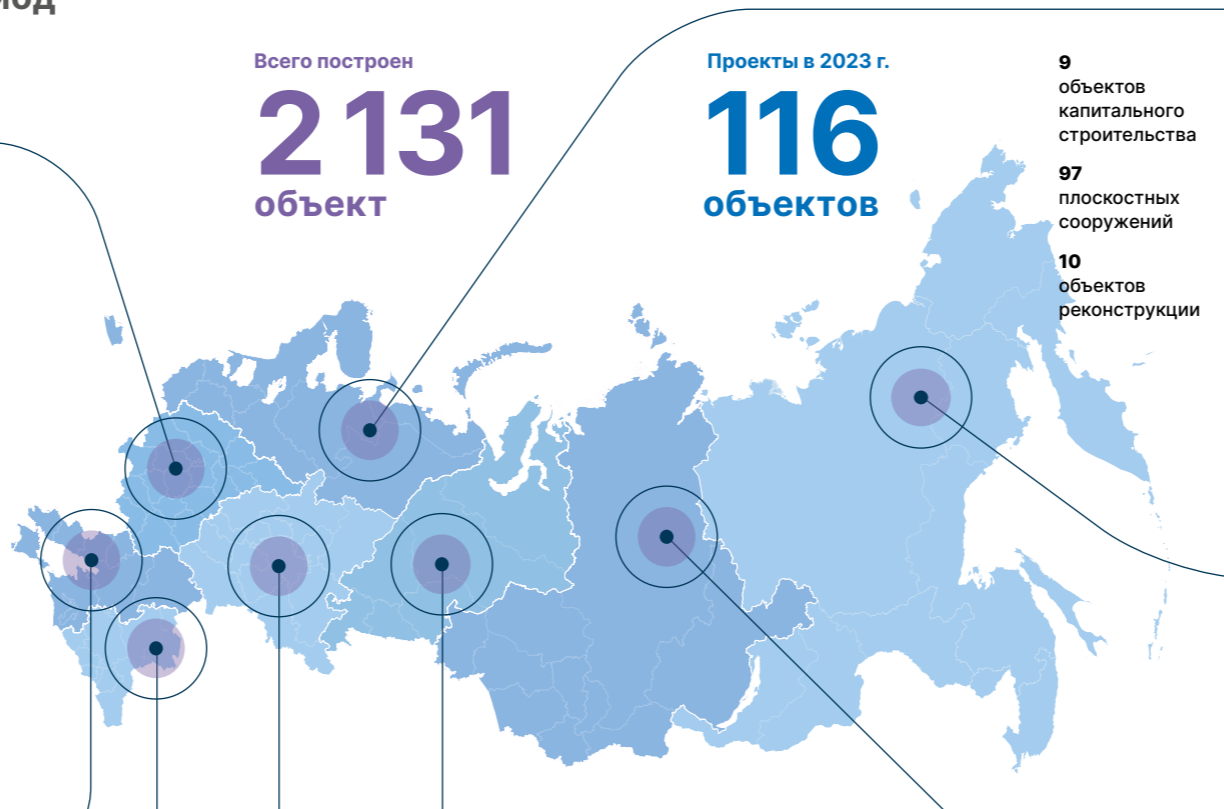 Всего построен
2 131
объект
Проекты в 2023 г.
116
объектов
9
объектов
капитального
строительства
97
плоскостных
сооружений
10
объектов
реконструкции